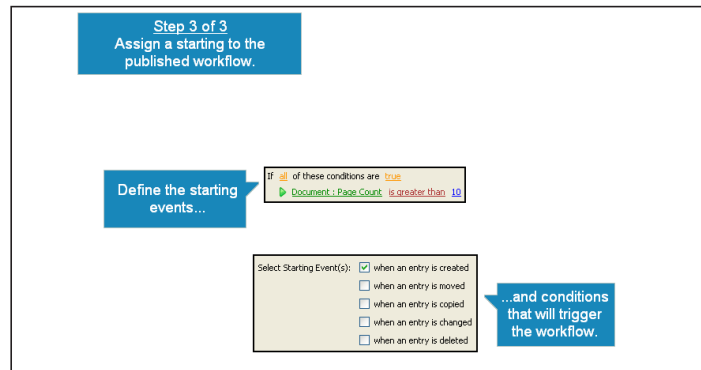 Step 3 of 3
Assign a starting to the
published workflow.
If all of these conditions are true
Document : Page Count is greater than 10
Define the starting
events...
Select Starting Event(s): when an entry is created
when an entry is moved
when an entry is copied
when an entry is changed
when an entry is deleted
...and conditions
that will trigger
the workflow.